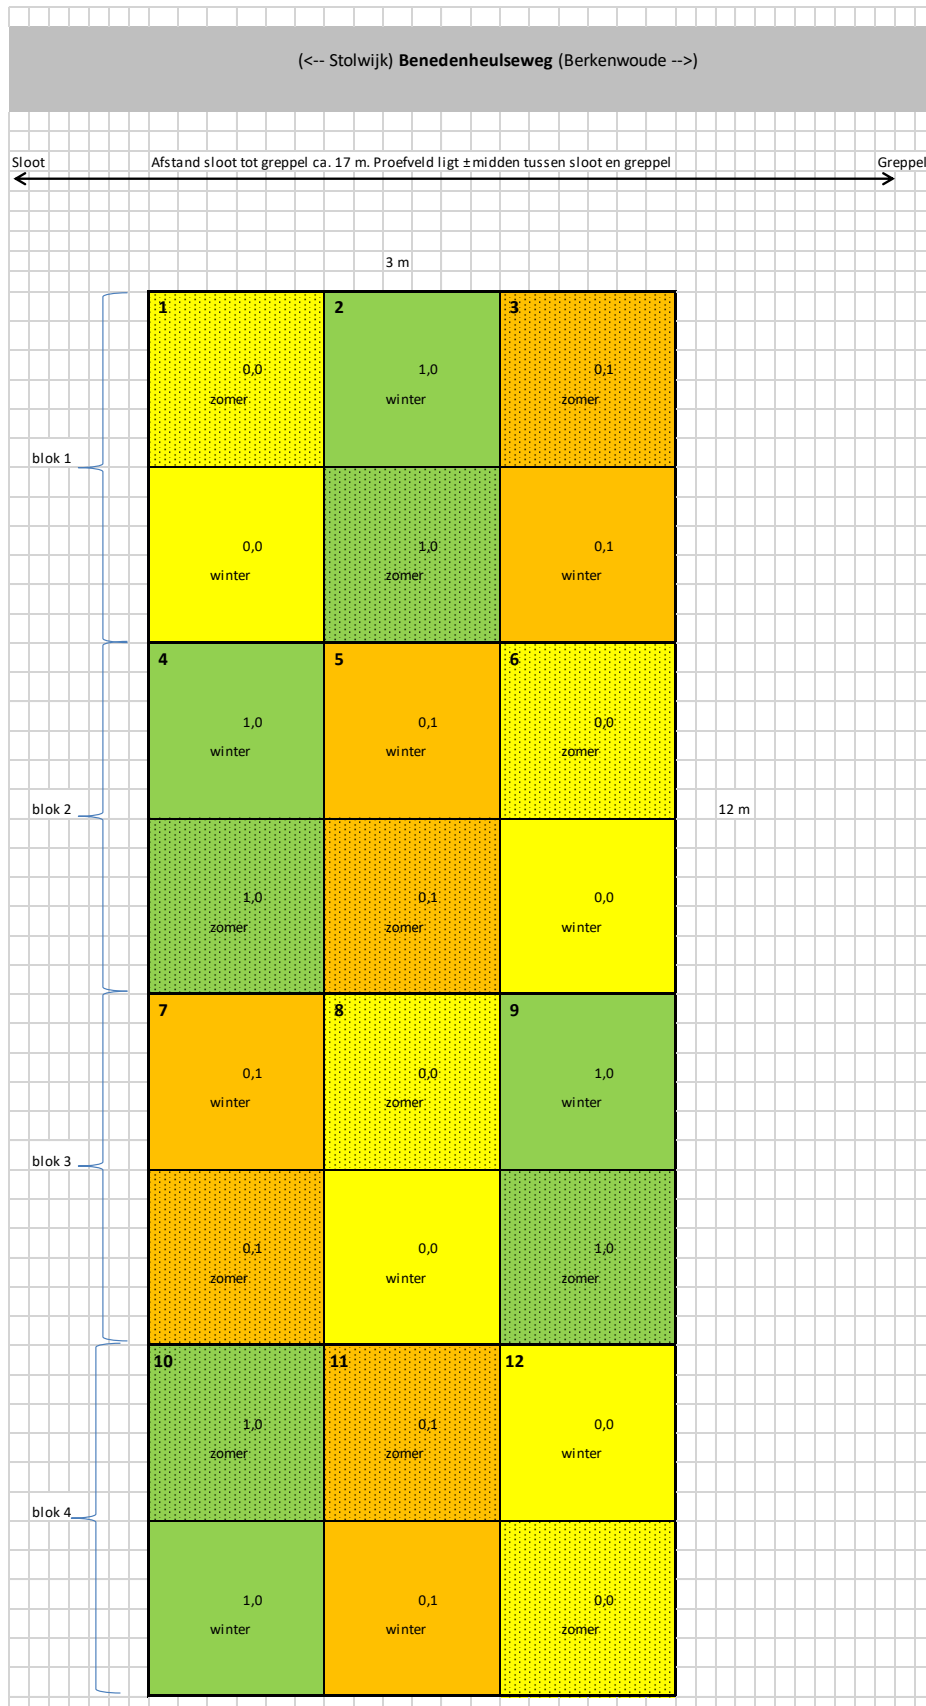 (<-- Stolwijk) Benedenheulseweg (Berkenwoude -->)
Sloot Afstand sloot tot greppel ca. 17 m. Proefveld ligt ± midden tussen sloot en greppel Greppel
3 m
1 2 3
0,0 1,0 0,1
zomer winter zomer
blok 1
0,0 1,0 0,1
winter zomer winter
4 5 6
1,0 0,1 0,0
winter winter zomer
blok 2 12 m
1,0 0,1 0,0
zomer zomer winter
7 8 9
0,1 0,0 1,0
winter zomer winter
blok 3
0,1 0,0 1,0
zomer winter zomer
10 11 12
1,0 0,1 0,0
zomer zomer winter
blok 4
1,0 0,1 0,0
winter winter zomer